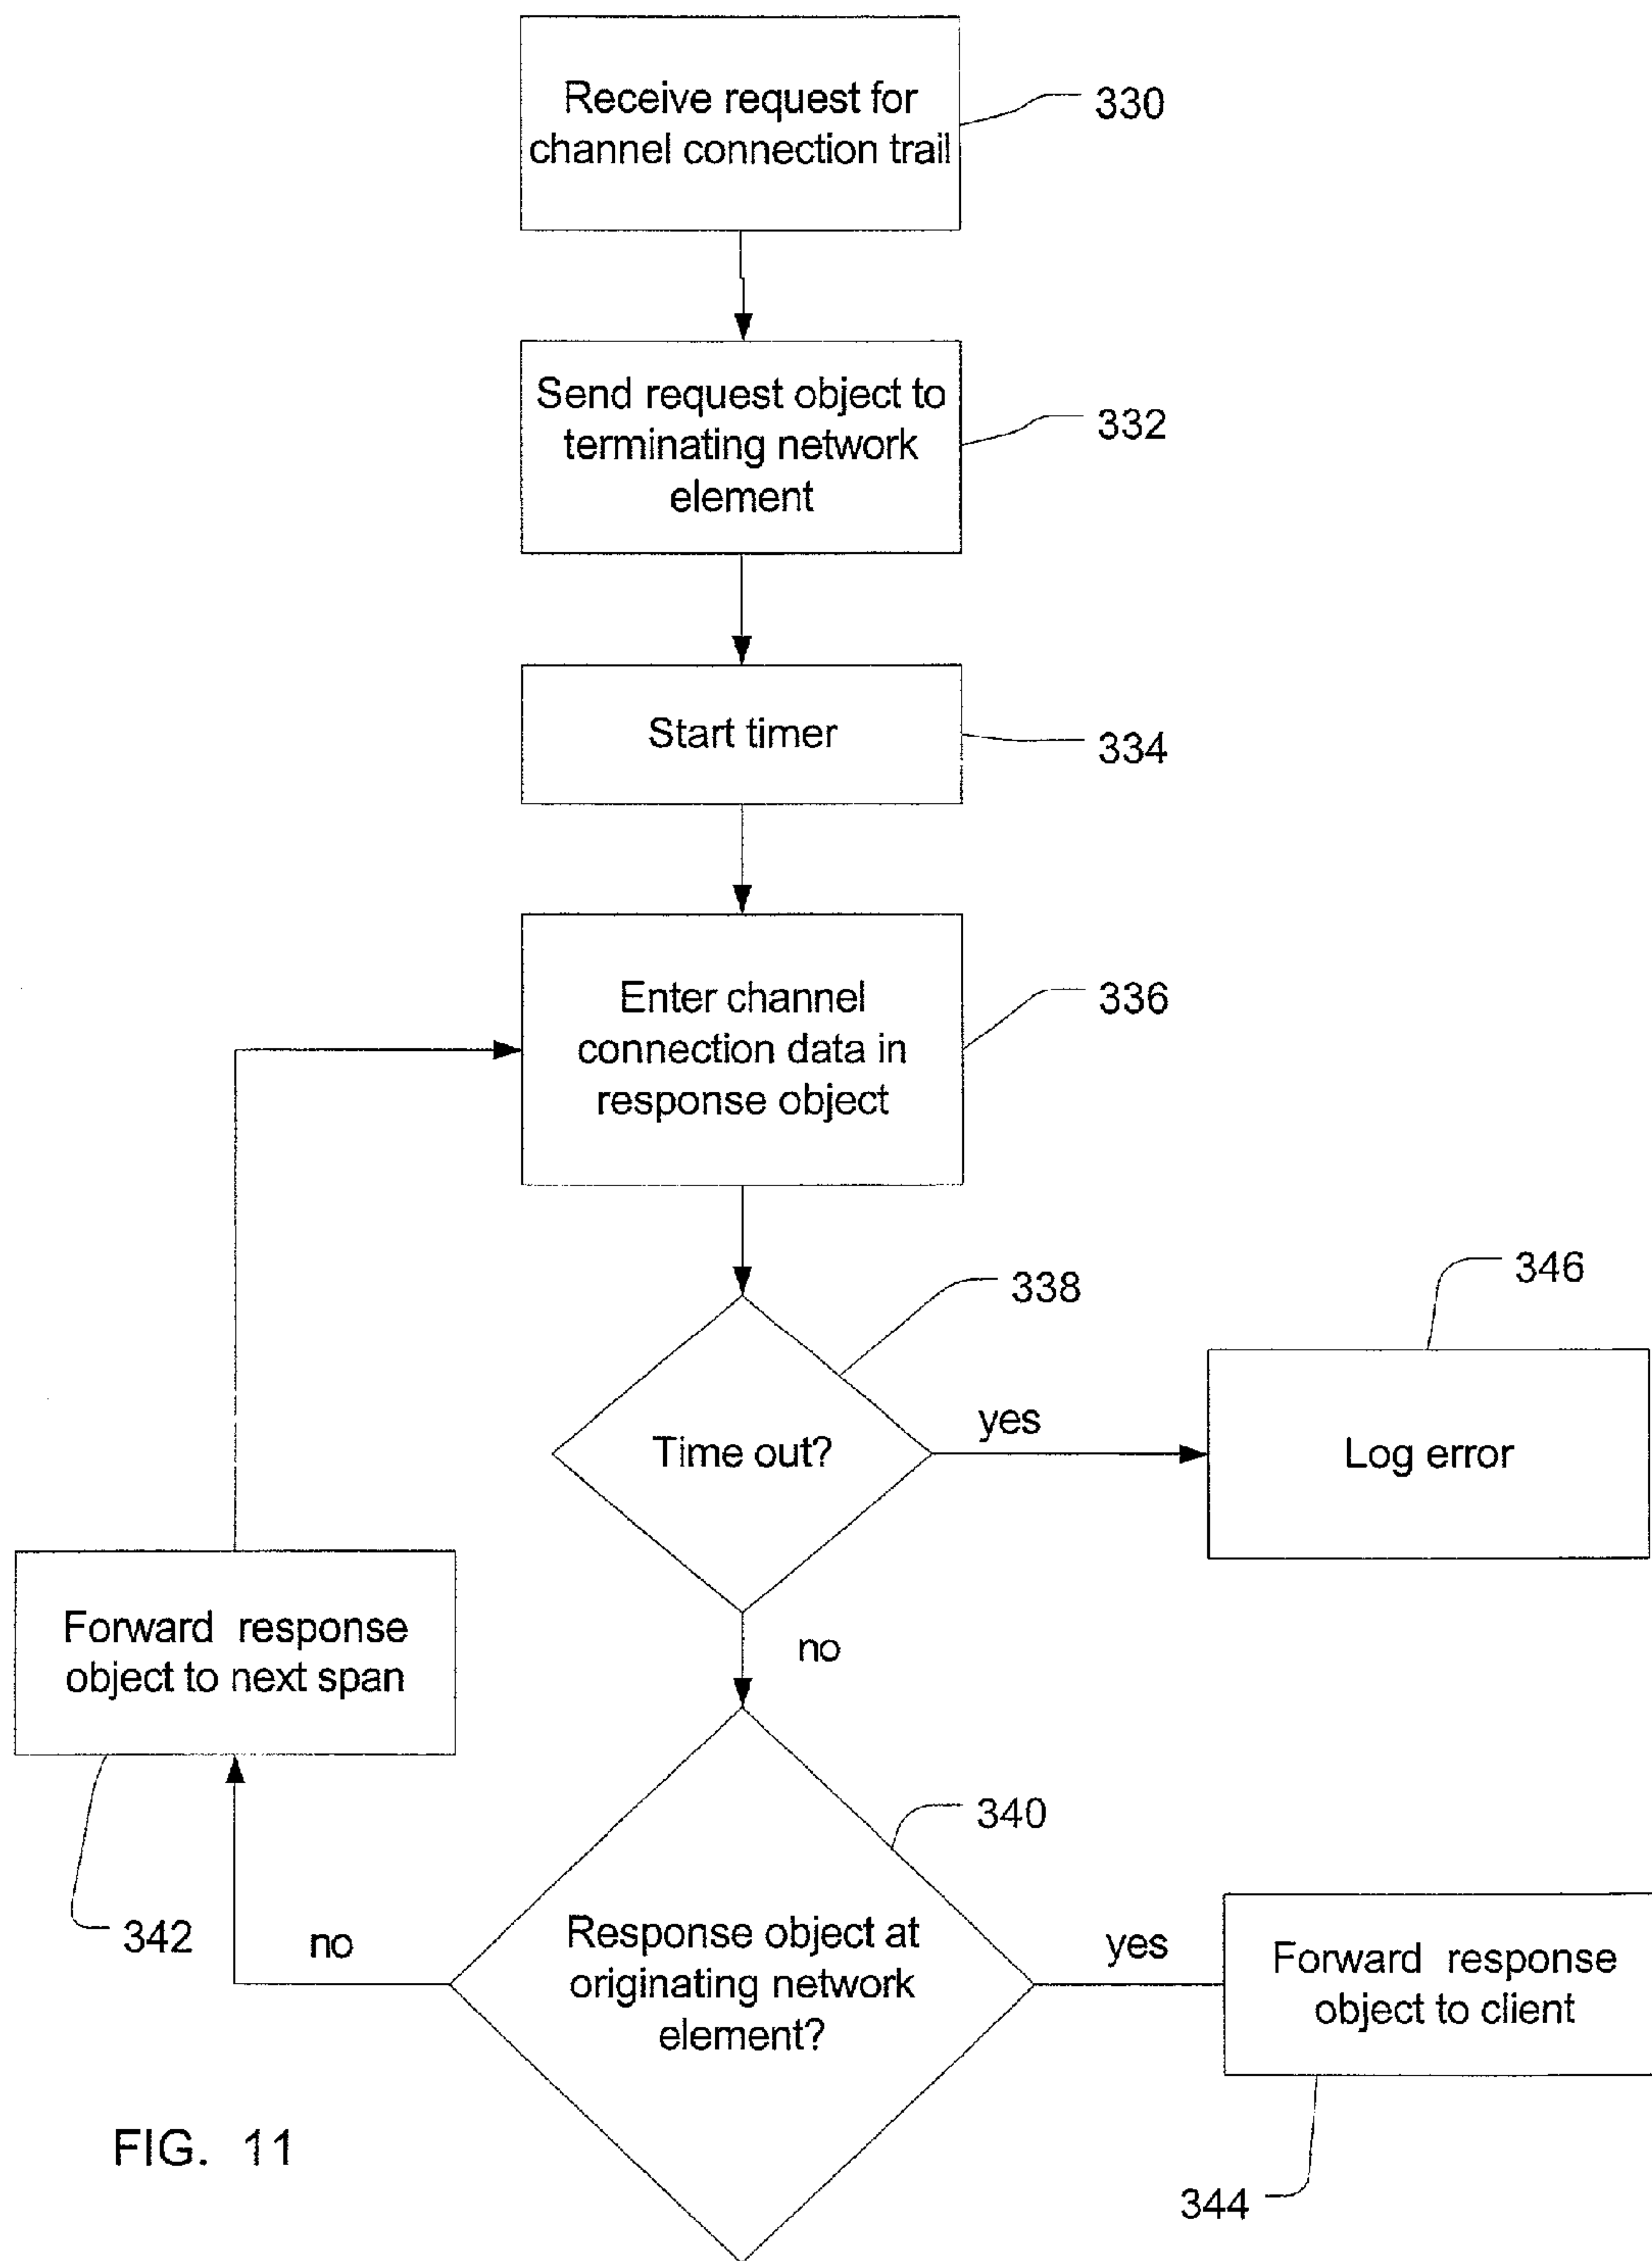 Receive request for
channel connection trail
330
Send request object to
terminating network
element
332
Start timer
334
Enter channel
connection data in
response object
336
338
346
Time out?
yes
Log error
Forward response
object to next span
no
340
342
no
Response object at
originating network
element?
yes
Forward response
object to client
FIG. 11
344